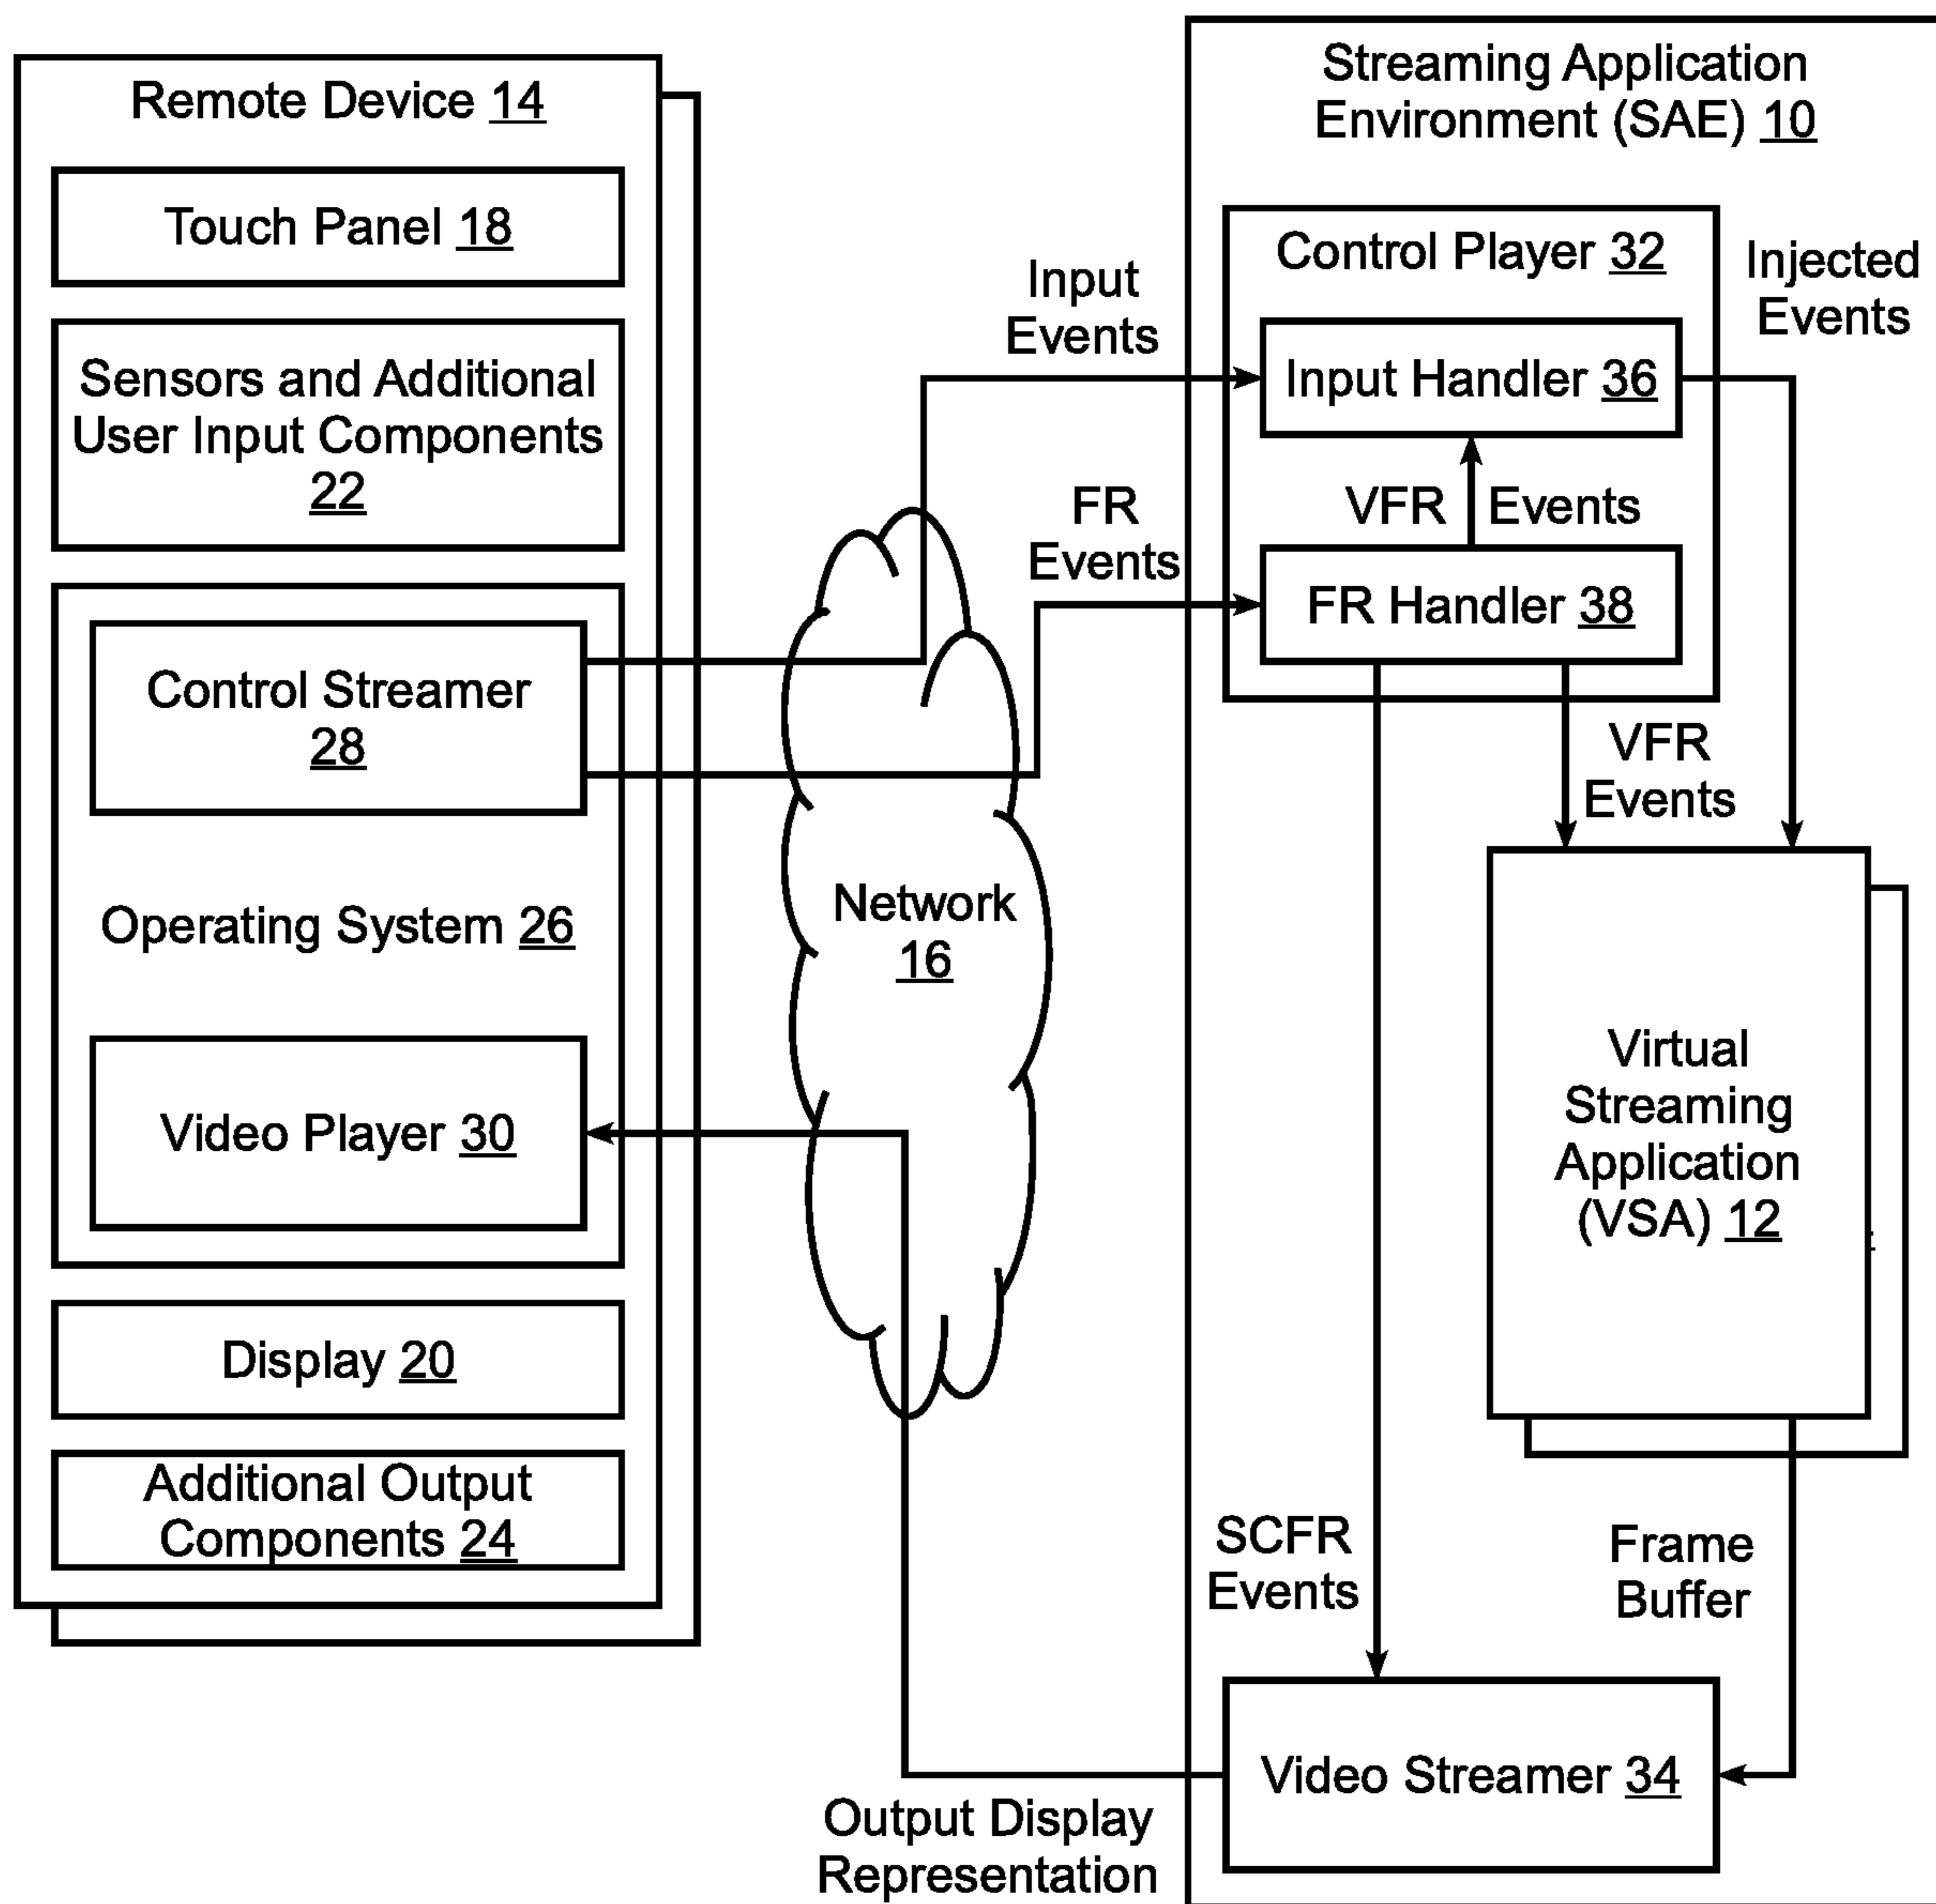 Remote Device 14
Touch Panel 18
Sensors and Additional
User Input Components
22
Control Streamer
28
Operating System 26
Video Player 30
Display 20
Additional Output
Components 24
Input
Events
FR
Events
Network
16
Output Display
Representation
Streaming Application
Environment (SAE) 10
Control Player 32
Input Handler 36
VFR Events
FR Handler 38
Injected
Events
VFR
Events
Virtual
Streaming
Application
(VSA) 12
SCFR
Events
Frame
Buffer
Video Streamer 34